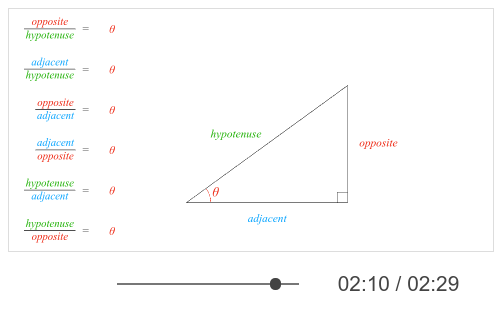 opposite
hypotenuse = θ
adjacent
hypotenuse = θ
opposite
adjacent = θ
adjacent
opposite = θ
hypotenuse
adjacent = θ
hypotenuse
opposite = θ
hypotenuse
opposite
θ
adjacent
02:10 / 02:29